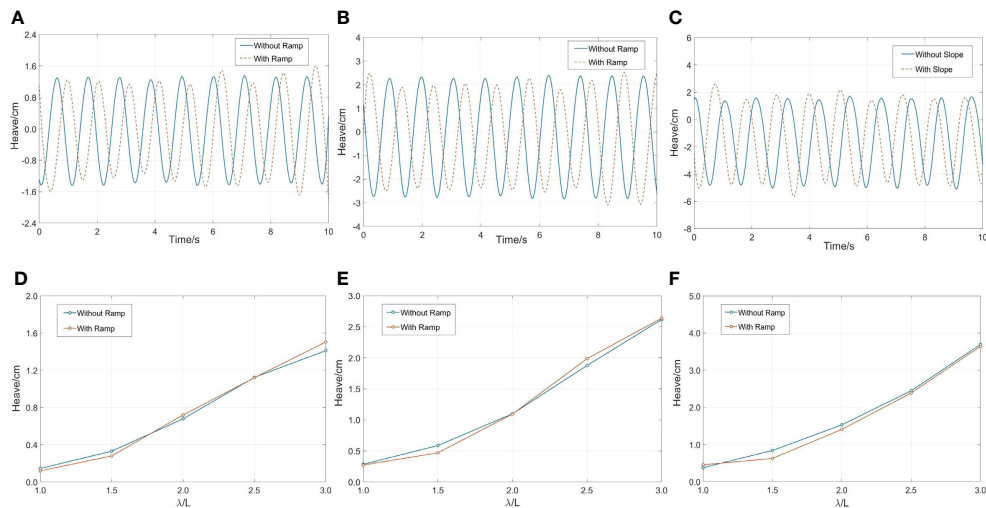 A
2.4
1.6
0.8
0.0
-0.8
-1.6
-2.4
Heave/cm
0 2 4 6 8 10
Time/s
Without Ramp
With Ramp
B
4
3
2
1
0
-1
-2
-3
-4
Heave/cm
0 2 4 6 8 10
Time/s
Without Ramp
With Ramp
C
6
4
2
0
-2
-4
-6
-8
Heave/cm
0 2 4 6 8 10
Time/s
Without Slope
With Slope
D
2.0
1.6
1.2
0.8
0.4
0.0
Heave/cm
1.0 1.5 2.0 2.5 3.0
λ/L
Without Ramp
With Ramp
E
3.0
2.5
2.0
1.5
1.0
0.5
0.0
Heave/cm
1.0 1.5 2.0 2.5 3.0
λ/L
Without Ramp
With Ramp
F
5.0
4.0
3.0
2.0
1.0
0.0
Heave/cm
1.0 1.5 2.0 2.5 3.0
λ/L
Without Ramp
With Ramp